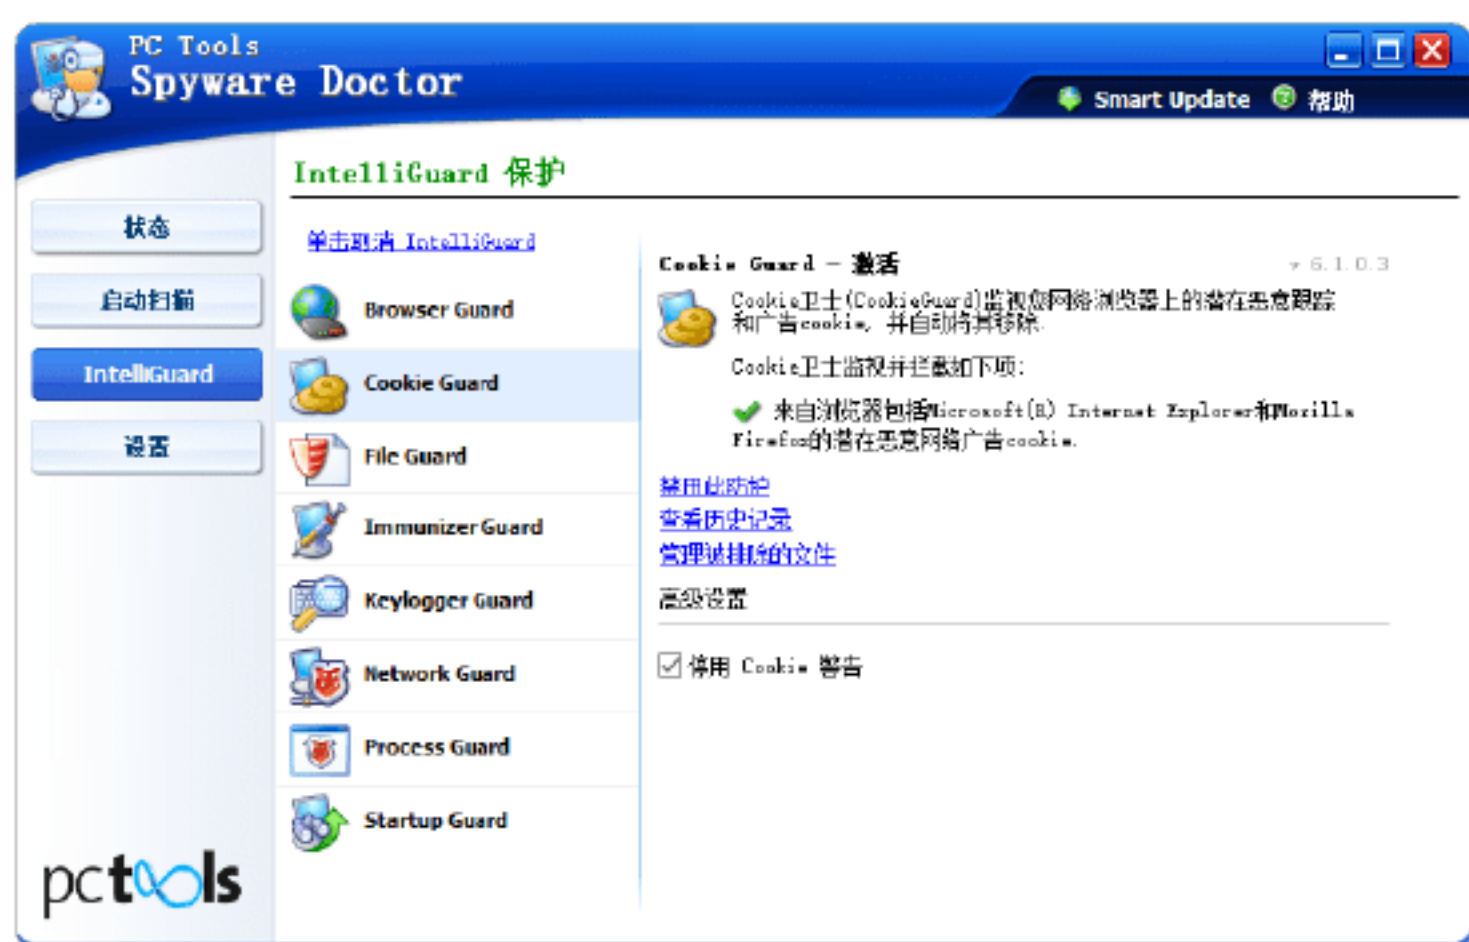 PC Tools
Spyware Doctor
Smart Update 帮助
IntelliGuard 保护
状态
启动扫描
IntelliGuard
设置
单击取消 IntelliGuard
Browser Guard
Cookie Guard
File Guard
Immunizer Guard
Keylogger Guard
Network Guard
Process Guard
Startup Guard
Cookie Guard - 激活
v 6.1.0.3
Cookie卫士(CookieGuard)监视您网络浏览器上的潜在恶意跟踪
和广告cookie, 并自动将其移除.
Cookie卫士监视并拦截如下项:
来自浏览器包括Microsoft(R) Internet Explorer和Mozilla
Firefox的潜在恶意网络广告cookie.
禁用此防护
查看历史记录
管理被排除的文件
高级设置
停用 Cookie 警告
pctools